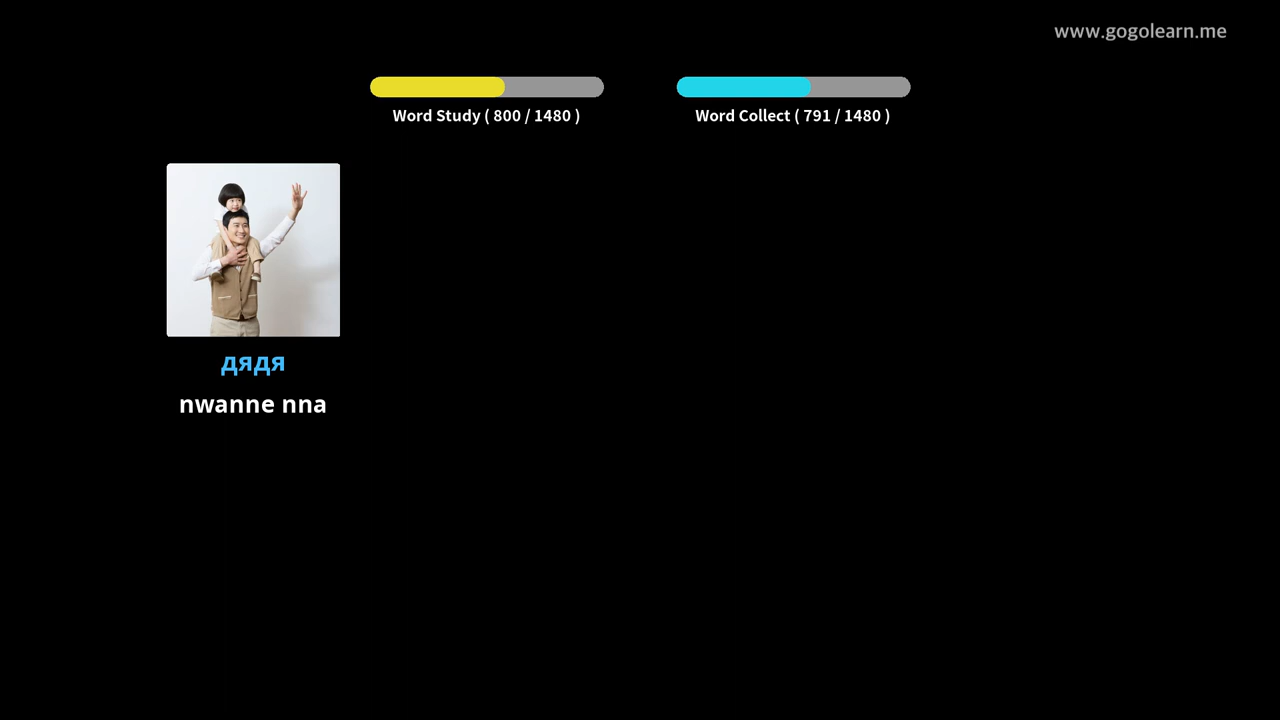 www.gogolearn.me
Word Study ( 800 / 1480 )
Word Collect ( 791 / 1480 )
дядя
nwanne nna